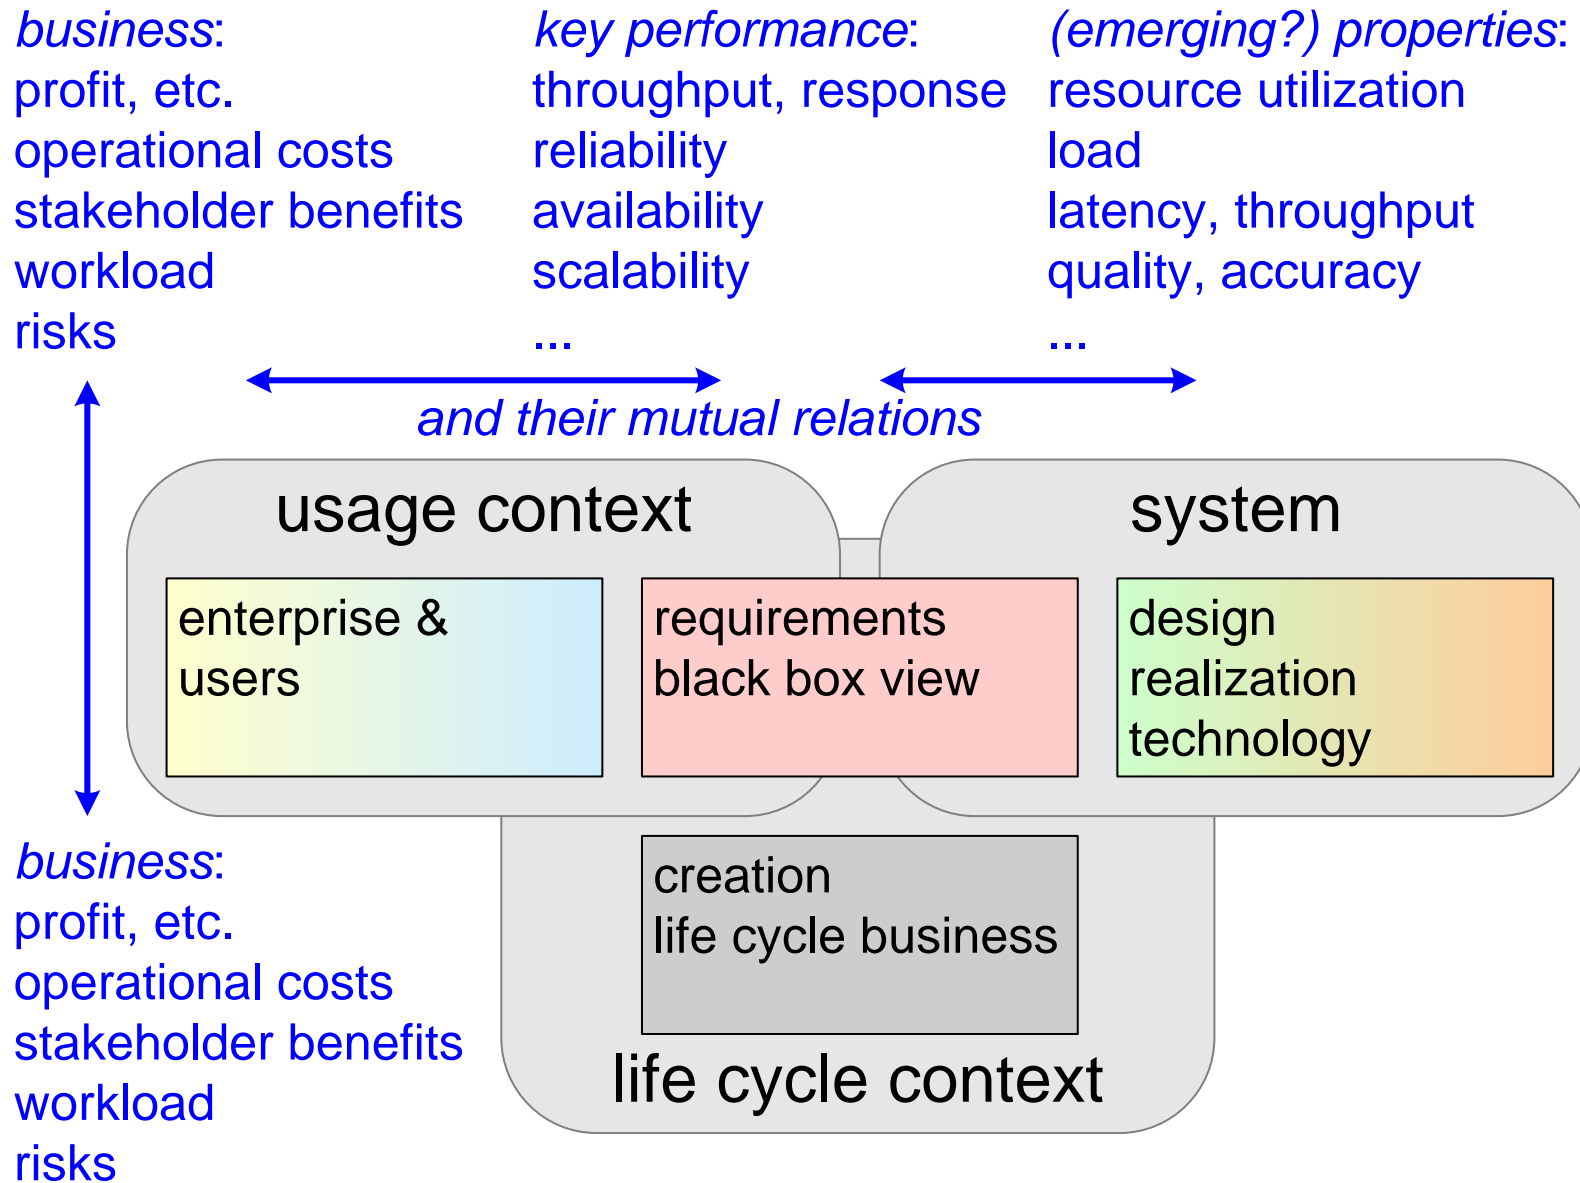 business:
profit, etc.
operational costs
stakeholder benefits
workload
risks
key performance:
throughput, response
reliability
availability
scalability
...
(emerging?) properties:
resource utilization
load
latency, throughput
quality, accuracy
...
and their mutual relations
usage context
enterprise &
users
requirements
black box view
system
design
realization
technology
creation
life cycle business
life cycle context
business:
profit, etc.
operational costs
stakeholder benefits
workload
risks